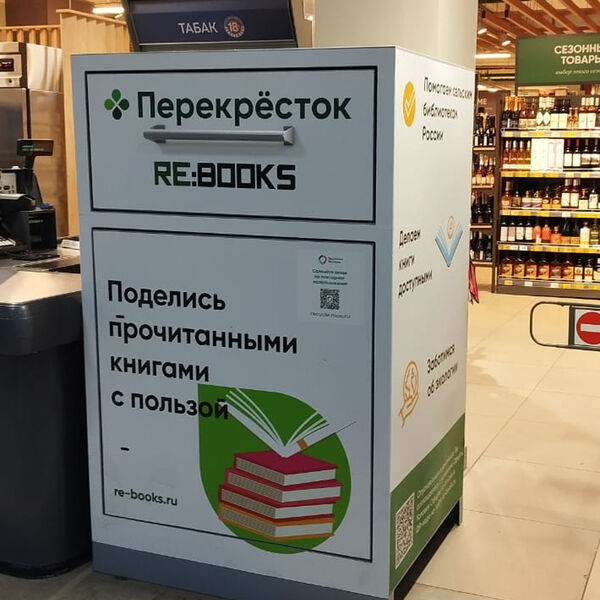 ТАБАК 18+
Перекрёсток
RE:BOOKS
Поделись
прочитанными
книгами
с пользой
re-books.ru
Помогаем сельским
библиотекам
России
Делаем
книги
доступными
Заботимся
об экологии
СЕЗОНН
ТОВАРЫ